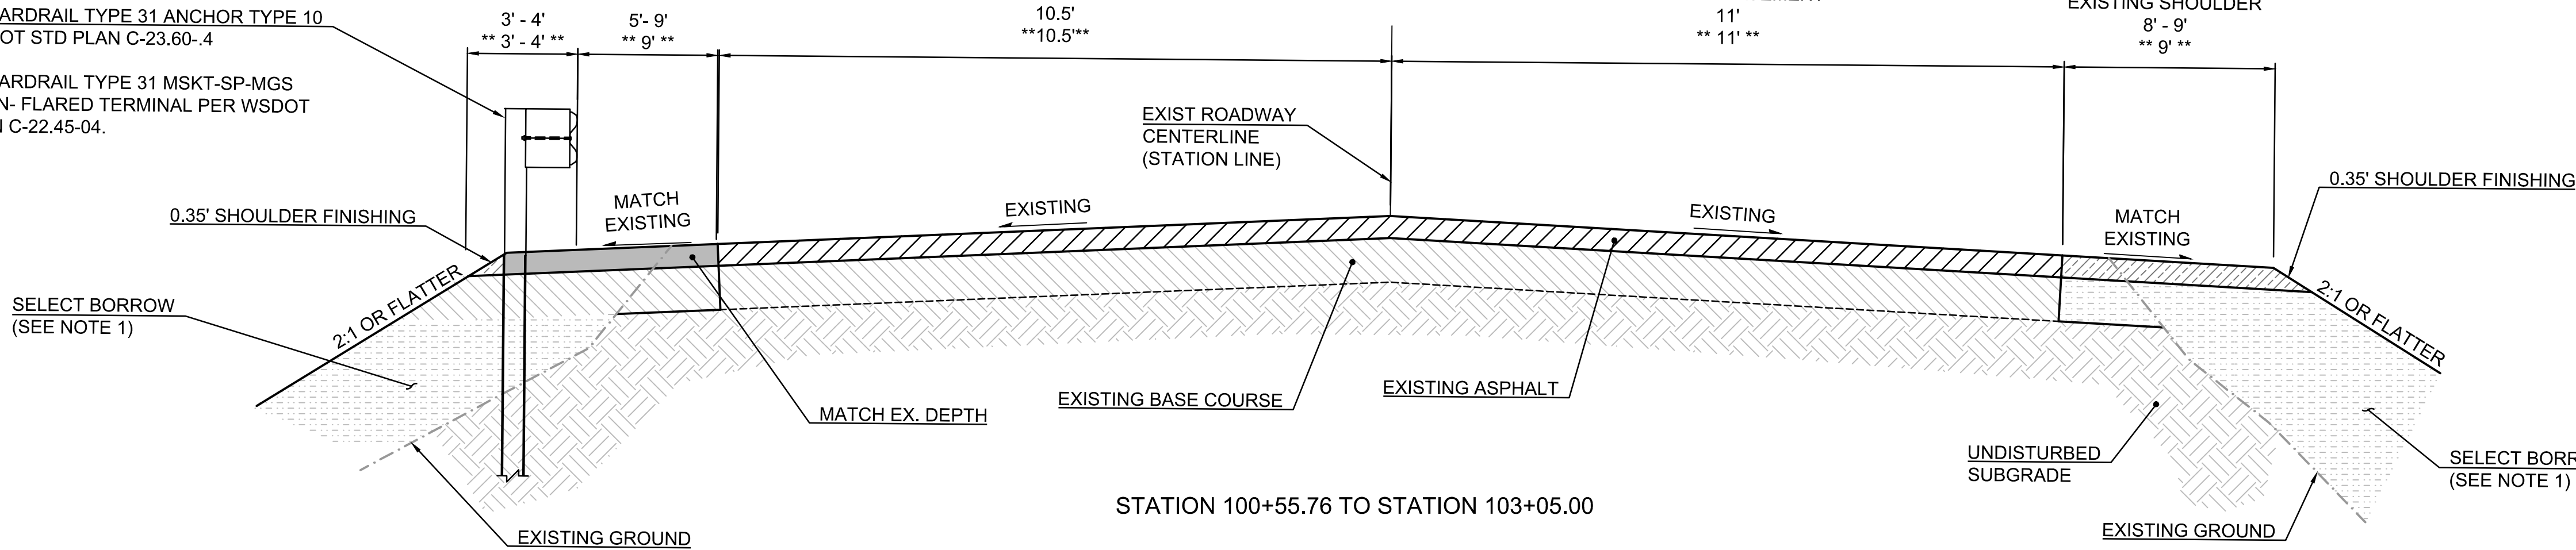 ARDRAIL TYPE 31 ANCHOR TYPE 10
OT STD PLAN C-23.60-.4
ARDRAIL TYPE 31 MSKT-SP-MGS
N- FLARED TERMINAL PER WSDOT
C-22.45-04.
3' - 4'
** 3' - 4' **
5'- 9'
** 9' **
10.5'
**10.5'**
11'
** 11' **
EXISTING SHOULDER
8' - 9'
** 9' **
EXIST ROADWAY
CENTERLINE
(STATION LINE)
0.35' SHOULDER FINISHING
MATCH
EXISTING
EXISTING
EXISTING
MATCH
EXISTING
0.35' SHOULDER FINISHING
2:1 OR FLATTER
2:1 OR FLATTER
SELECT BORROW
(SEE NOTE 1)
MATCH EX. DEPTH
EXISTING BASE COURSE
EXISTING ASPHALT
UNDISTURBED
SUBGRADE
SELECT BORR
(SEE NOTE 1)
EXISTING GROUND
EXISTING GROUND
STATION 100+55.76 TO STATION 103+05.00